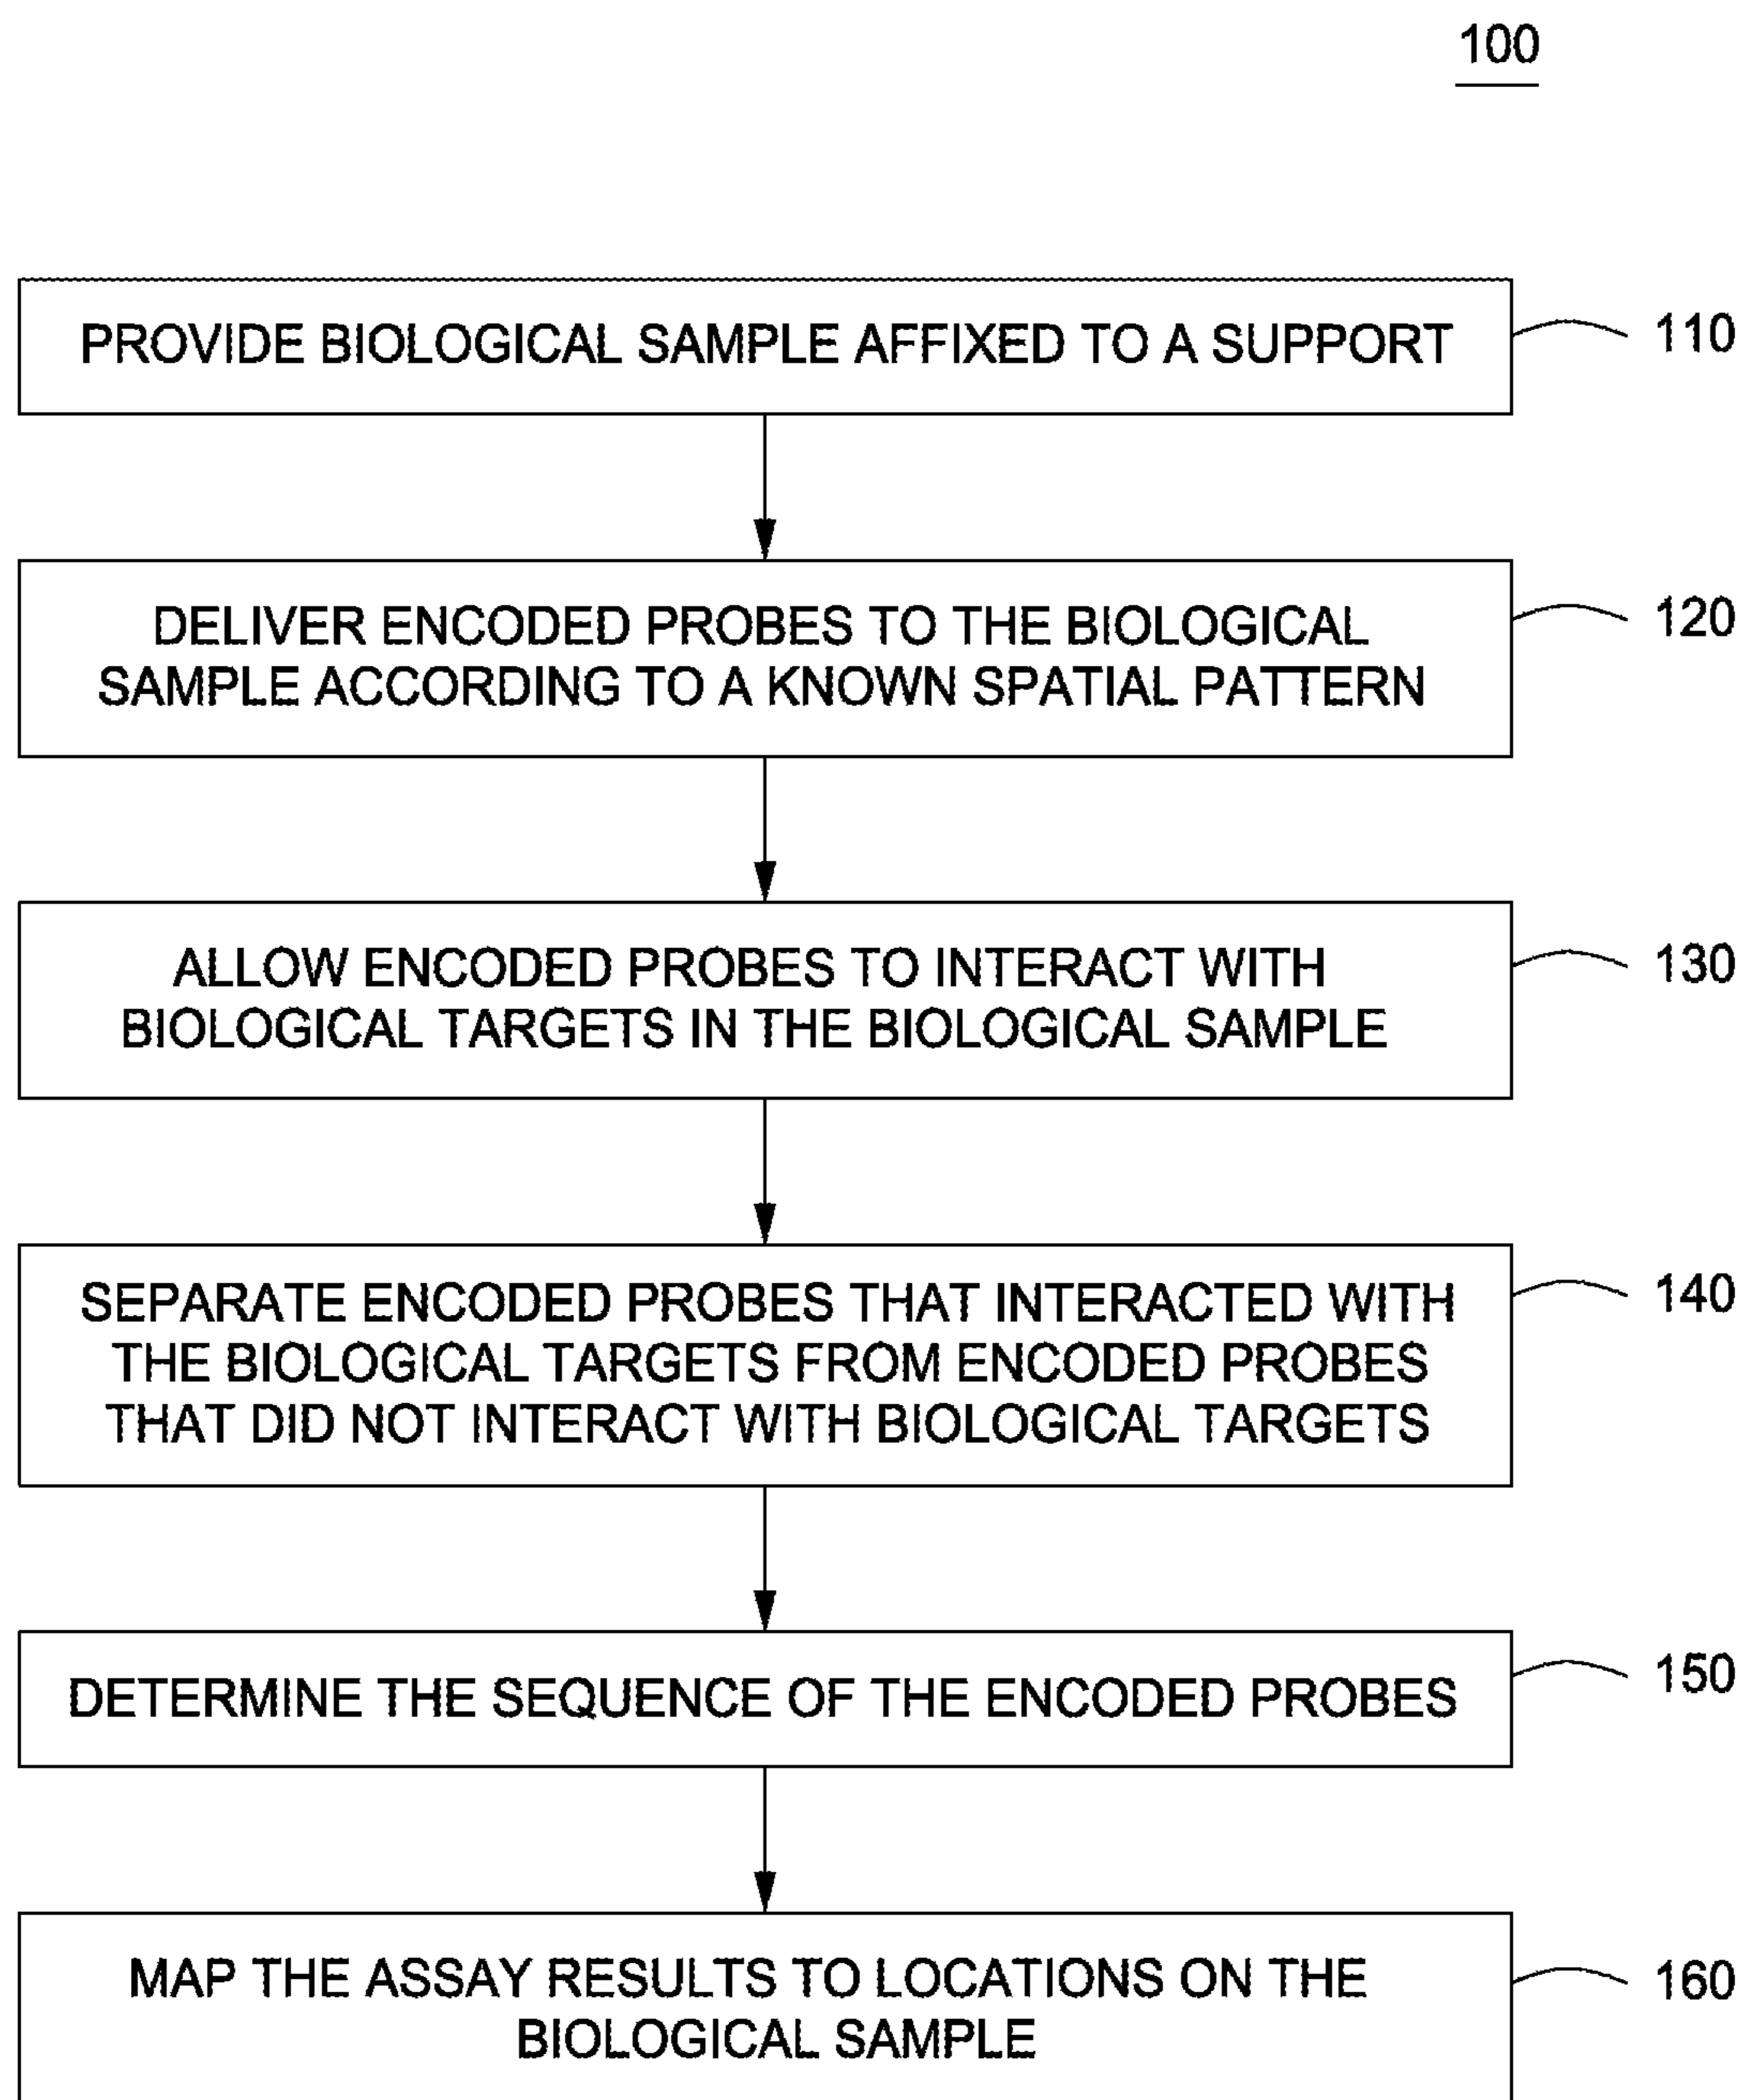 100
PROVIDE BIOLOGICAL SAMPLE AFFIXED TO A SUPPORT
110
DELIVER ENCODED PROBES TO THE BIOLOGICAL
SAMPLE ACCORDING TO A KNOWN SPATIAL PATTERN
120
ALLOW ENCODED PROBES TO INTERACT WITH
BIOLOGICAL TARGETS IN THE BIOLOGICAL SAMPLE
130
SEPARATE ENCODED PROBES THAT INTERACTED WITH
THE BIOLOGICAL TARGETS FROM ENCODED PROBES
THAT DID NOT INTERACT WITH BIOLOGICAL TARGETS
140
DETERMINE THE SEQUENCE OF THE ENCODED PROBES
150
MAP THE ASSAY RESULTS TO LOCATIONS ON THE
BIOLOGICAL SAMPLE
160